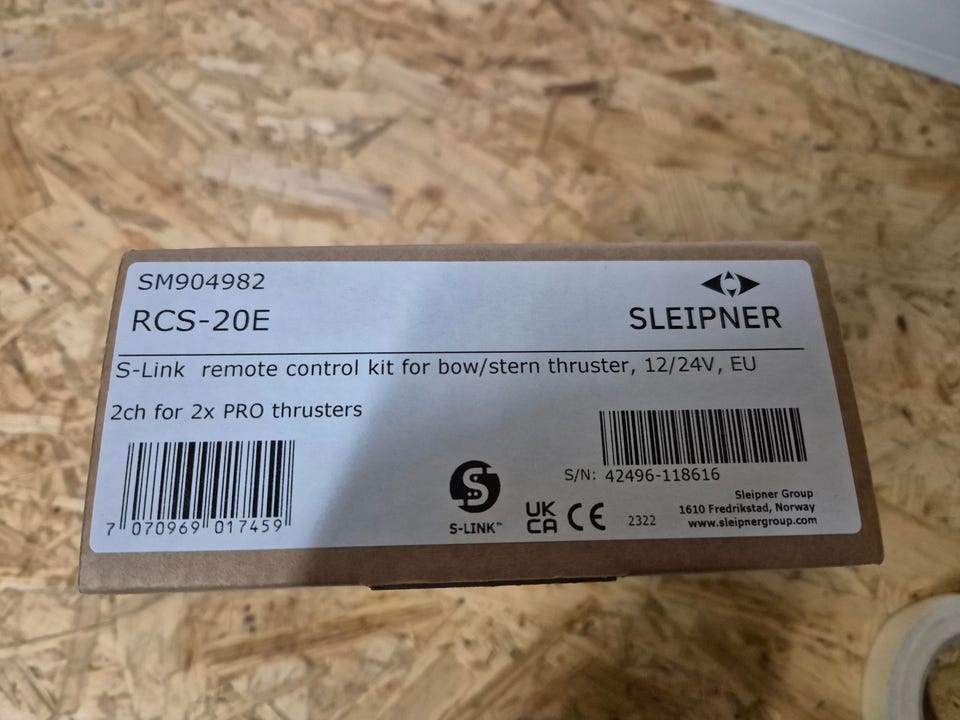 SM904982
RCS-20E
SLEIPNER
S-Link remote control kit for bow/stern thruster, 12/24V, EU
2ch for 2x PRO thrusters
7 070969 017459
S
S-LINK™
S/N: 42496-118616
UK
CA
CE
2322
Sleipner Group
1610 Fredrikstad, Norway
www.sleipnergroup.com